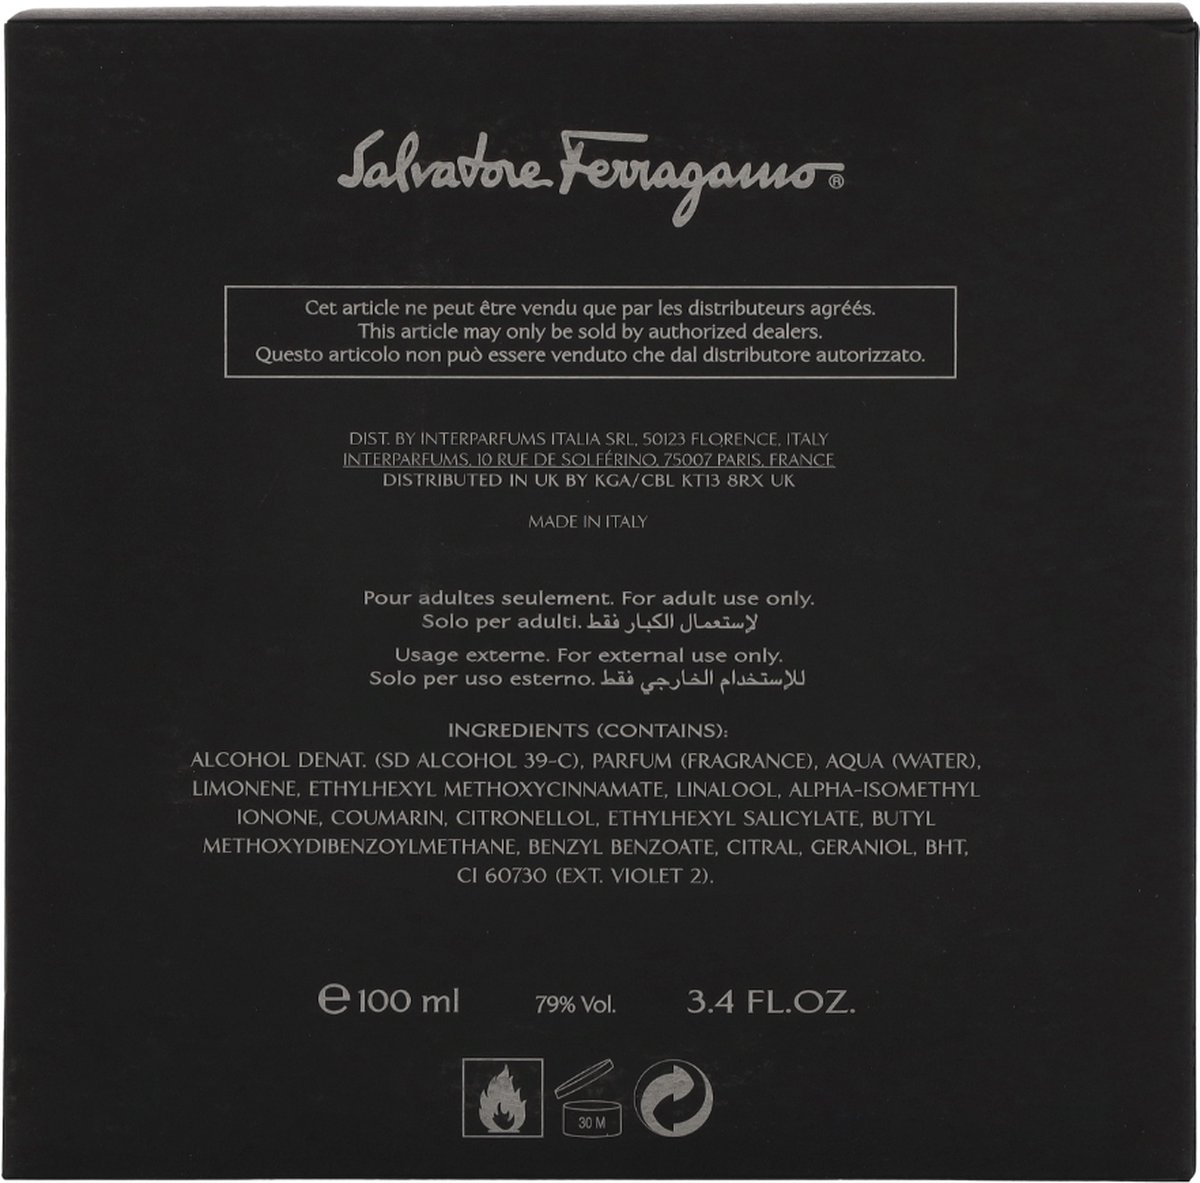 Salvatore Ferragamo®
Cet article ne peut être vendu que par les distributeurs agréés.
This article may only be sold by authorized dealers.
Questo articolo non può essere venduto che dal distributore autorizzato.
DIST. BY INTERPARFUMS ITALIA SRL, 50123 FLORENCE, ITALY
INTERPARFUMS, 10 RUE DE SOLFÉRINO, 75007 PARIS, FRANCE
DISTRIBUTED IN UK BY KGA/CBL KT13 8RX UK
MADE IN ITALY
Pour adultes seulement. For adult use only.
Solo per adulti. لإستعمال الكبار فقط
Usage externe. For external use only.
Solo per uso esterno. للإستخدام الخارجي فقط
INGREDIENTS (CONTAINS):
ALCOHOL DENAT. (SD ALCOHOL 39-C), PARFUM (FRAGRANCE), AQUA (WATER),
LIMONENE, ETHYLHEXYL METHOXYCINNAMATE, LINALOOL, ALPHA-ISOMETHYL
IONONE, COUMARIN, CITRONELLOL, ETHYLHEXYL SALICYLATE, BUTYL
METHOXYDIBENZOYLMETHANE, BENZYL BENZOATE, CITRAL, GERANIOL, BHT,
CI 60730 (EXT. VIOLET 2).
℮ 100 ml 79% Vol. 3.4 FL.OZ.
30 M